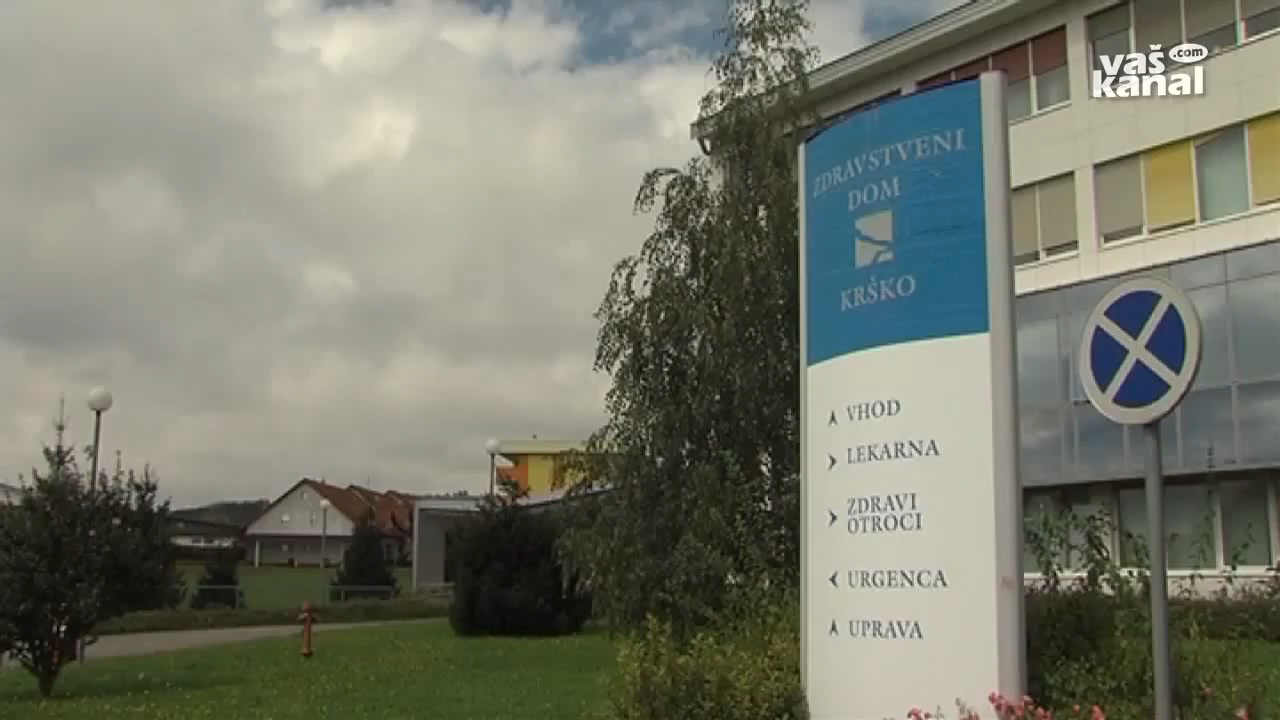 vaš.com
kanal
ZDRAVSTVENI
DOM
KRŠKO
VHOD
LEKARNA
ZDRAVI
OTROCI
URGENCA
UPRAVA